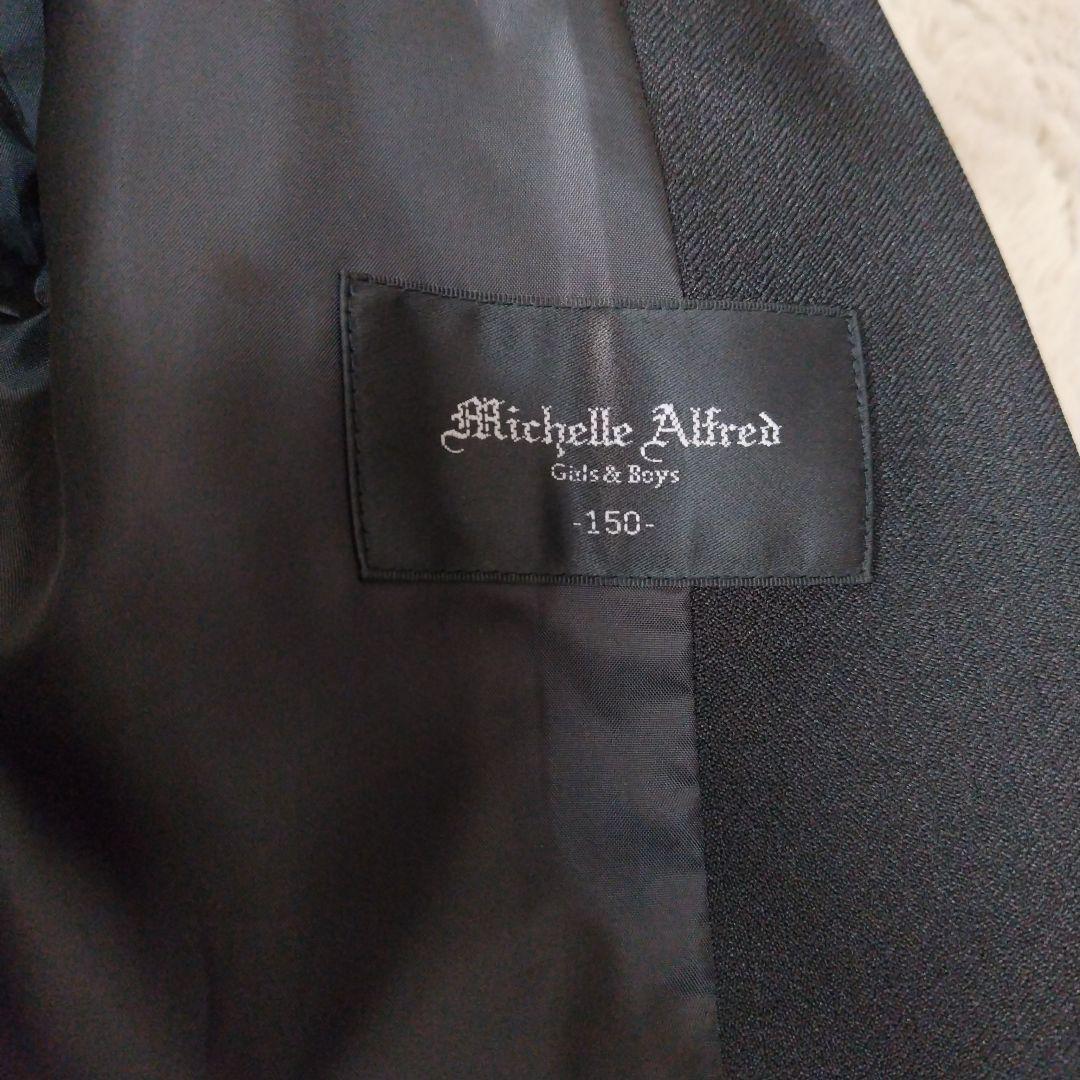 Michelle Alfred
Girls & Boys
-150-